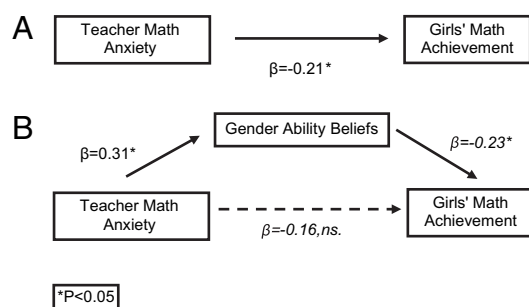 A
Teacher Math
Anxiety
Girls' Math
Achievement
β=-0.21*
B
Gender Ability Beliefs
β=0.31*
β=-0.23*
Teacher Math
Anxiety
Girls' Math
Achievement
β=-0.16,ns.
*P<0.05